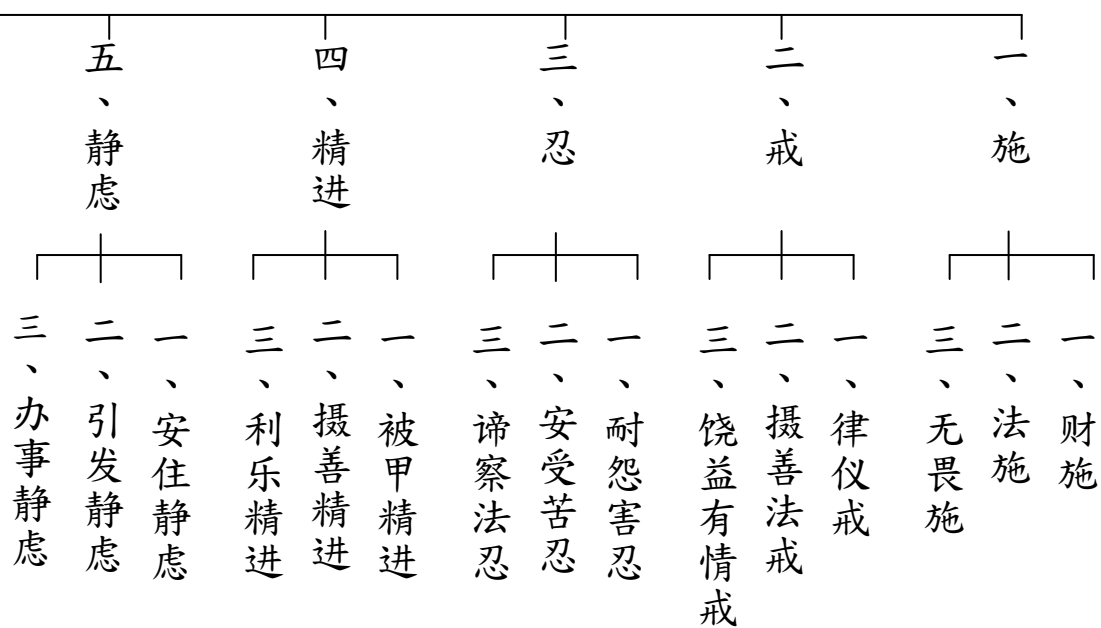 一、施
二、戒
三、忍
四、精进
五、静虑
一、财施
二、法施
三、无畏施
一、律仪戒
二、摄善法戒
三、饶益有情戒
一、耐怨害忍
二、安受苦忍
三、谛察法忍
一、被甲精进
二、摄善精进
三、利乐精进
一、安住静虑
二、引发静虑
三、办事静虑